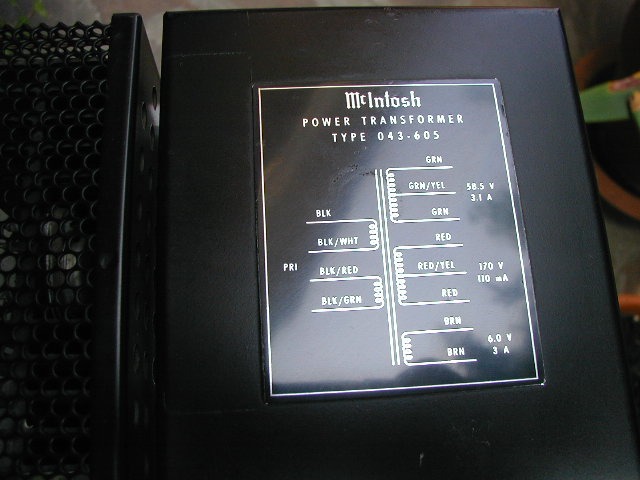 McIntosh
POWER TRANSFORMER
TYPE 043-605
GRN
GRN/YEL 58.5 V
3.1 A
BLK
GRN
BLK/WHT
RED
PRI
BLK/RED
RED/YEL 170 V
110 mA
BLK/GRN
RED
BRN
6.0 V
BRN 3 A